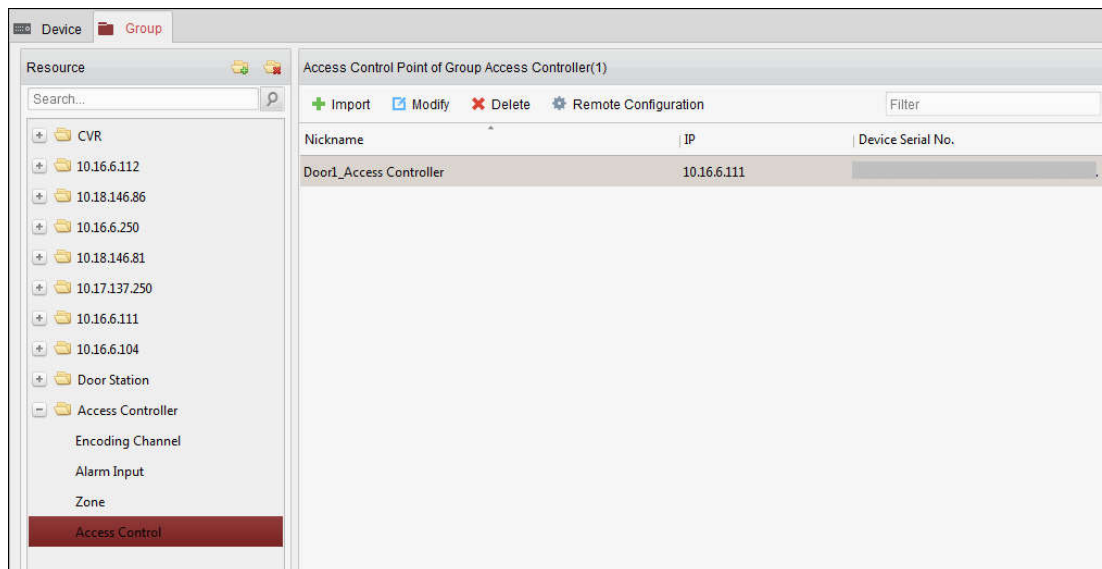 Device Group
Resource
Search...
CVR
10.16.6.112
10.18.146.86
10.16.6.250
10.18.146.81
10.17.137.250
10.16.6.111
10.16.6.104
Door Station
Access Controller
Encoding Channel
Alarm Input
Zone
Access Control
Access Control Point of Group Access Controller(1)
Import Modify Delete Remote Configuration Filter
Nickname IP Device Serial No.
Door1_Access Controller 10.16.6.111 .